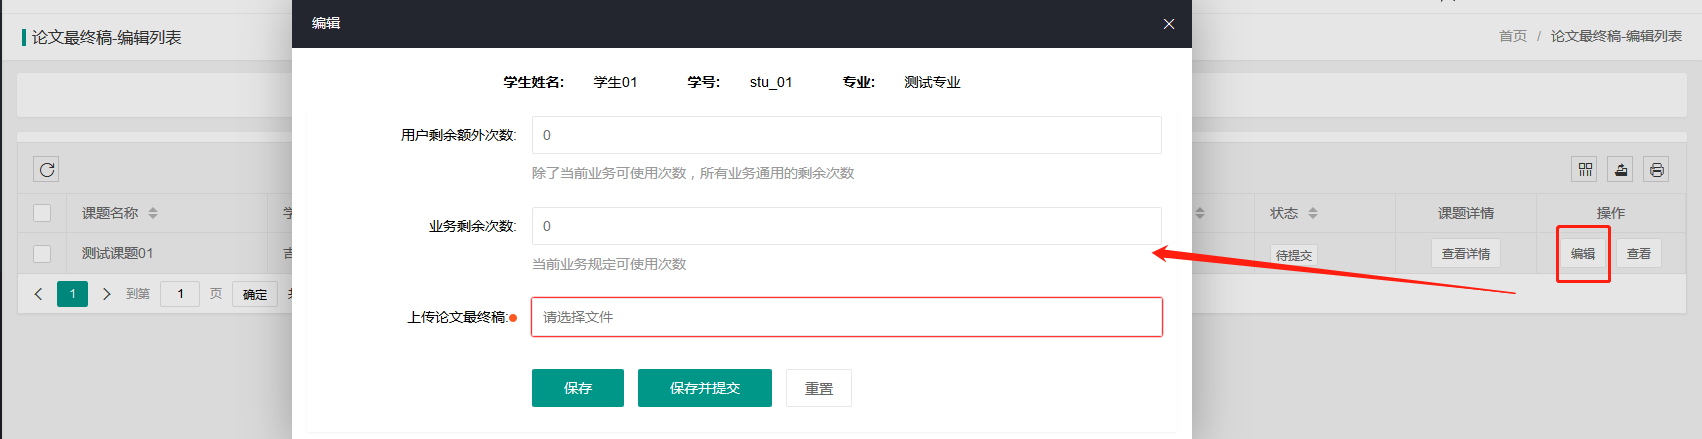 编辑
论文最终稿-编辑列表
首页 / 论文最终稿-编辑列表
学生姓名: 学生01 学号: stu_01 专业: 测试专业
用户剩余额外次数: 0
除了当前业务可使用次数，所有业务通用的剩余次数
课题名称 状态 课题详情 操作
业务剩余次数: 0
测试课题01 待提交 查看详情 编辑 查看
当前业务规定可使用次数
1 到第 1 页 确定
上传论文最终稿: 请选择文件
保存 保存并提交 重置